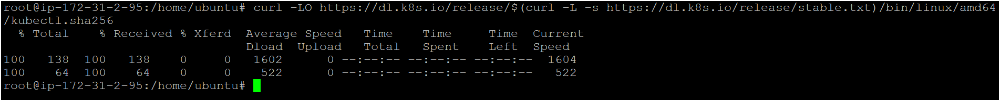 root@ip-172-31-2-95:/home/ubuntu# curl -LO https://dl.k8s.io/release/$(curl -L -s https://dl.k8s.io/release/stable.txt)/bin/linux/amd64
/kubectl.sha256
  % Total    % Received % Xferd  Average Speed   Time    Time     Time  Current
                                 Dload  Upload   Total   Spent    Left  Speed
100   138  100   138    0     0   1602      0 --:--:-- --:--:-- --:--:--  1604
100    64  100    64    0     0    522      0 --:--:-- --:--:-- --:--:--   522
root@ip-172-31-2-95:/home/ubuntu#